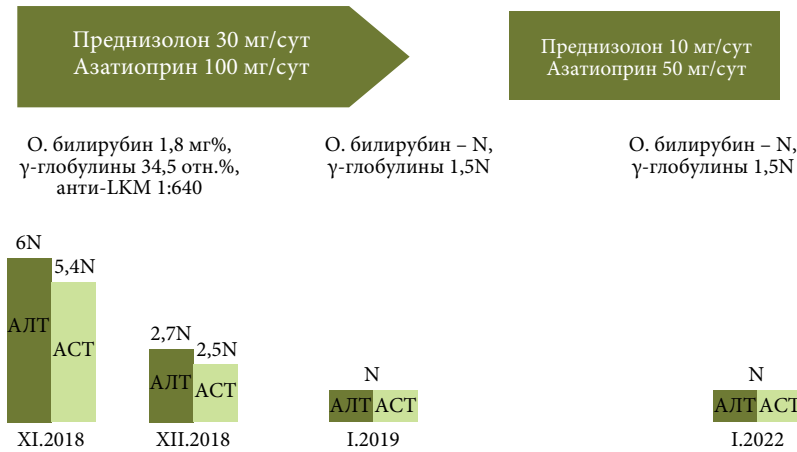 Преднизолон 30 мг/сут
Азатиоприн 100 мг/сут
Преднизолон 10 мг/сут
Азатиоприн 50 мг/сут
О. билирубин 1,8 мг%,
γ-глобулины 34,5 отн.%,
анти-LKM 1:640
О. билирубин – N,
γ-глобулины 1,5N
О. билирубин – N,
γ-глобулины 1,5N
6N
5,4N
АЛТ
АСТ
2,7N
2,5N
АЛТ
АСТ
N
АЛТ АСТ
N
АЛТ АСТ
XI.2018
XII.2018
I.2019
I.2022